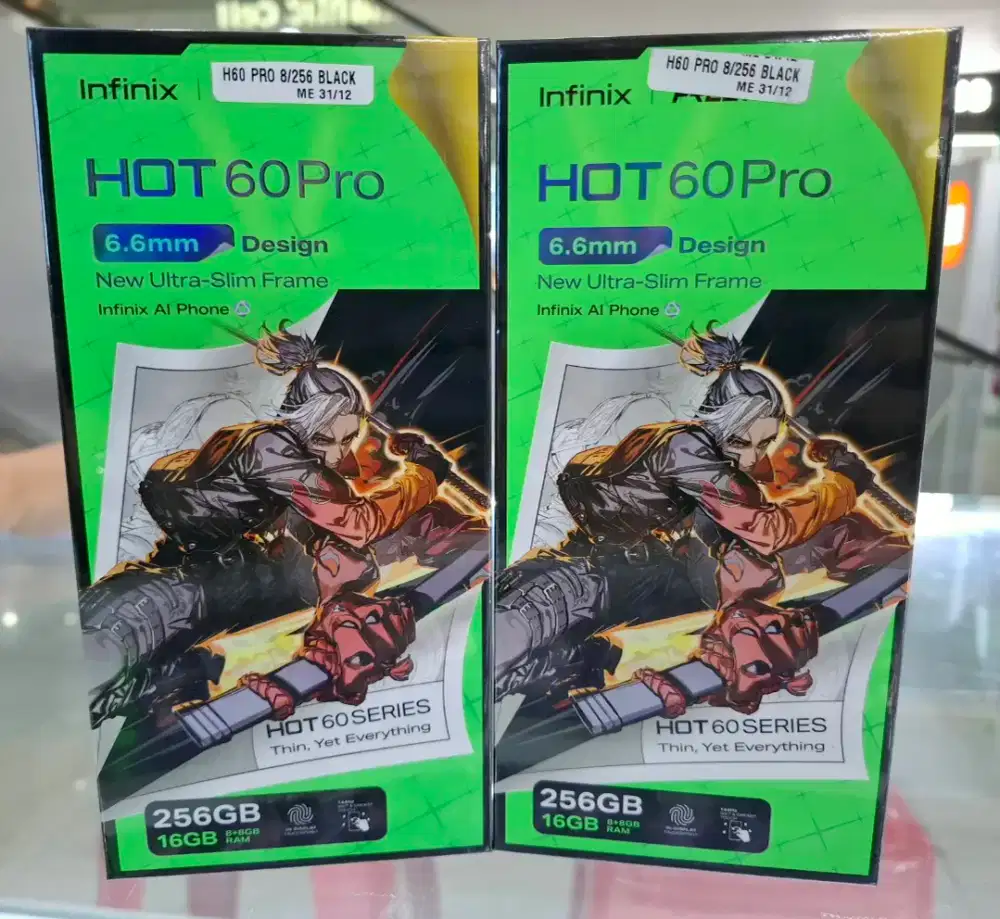 Infinix
H60 PRO 8/256 BLACK
ME 31/12
HOT 60Pro
6.6mm Design
New Ultra-Slim Frame
Infinix AI Phone
HOT 60 SERIES
Thin, Yet Everything
256GB
16GB 8+8GB
RAM
Infinix
H60 PRO 8/256 BLACK
ME 31/12
HOT 60Pro
6.6mm Design
New Ultra-Slim Frame
Infinix AI Phone
HOT 60 SERIES
Thin, Yet Everything
256GB
16GB 8+8GB
RAM